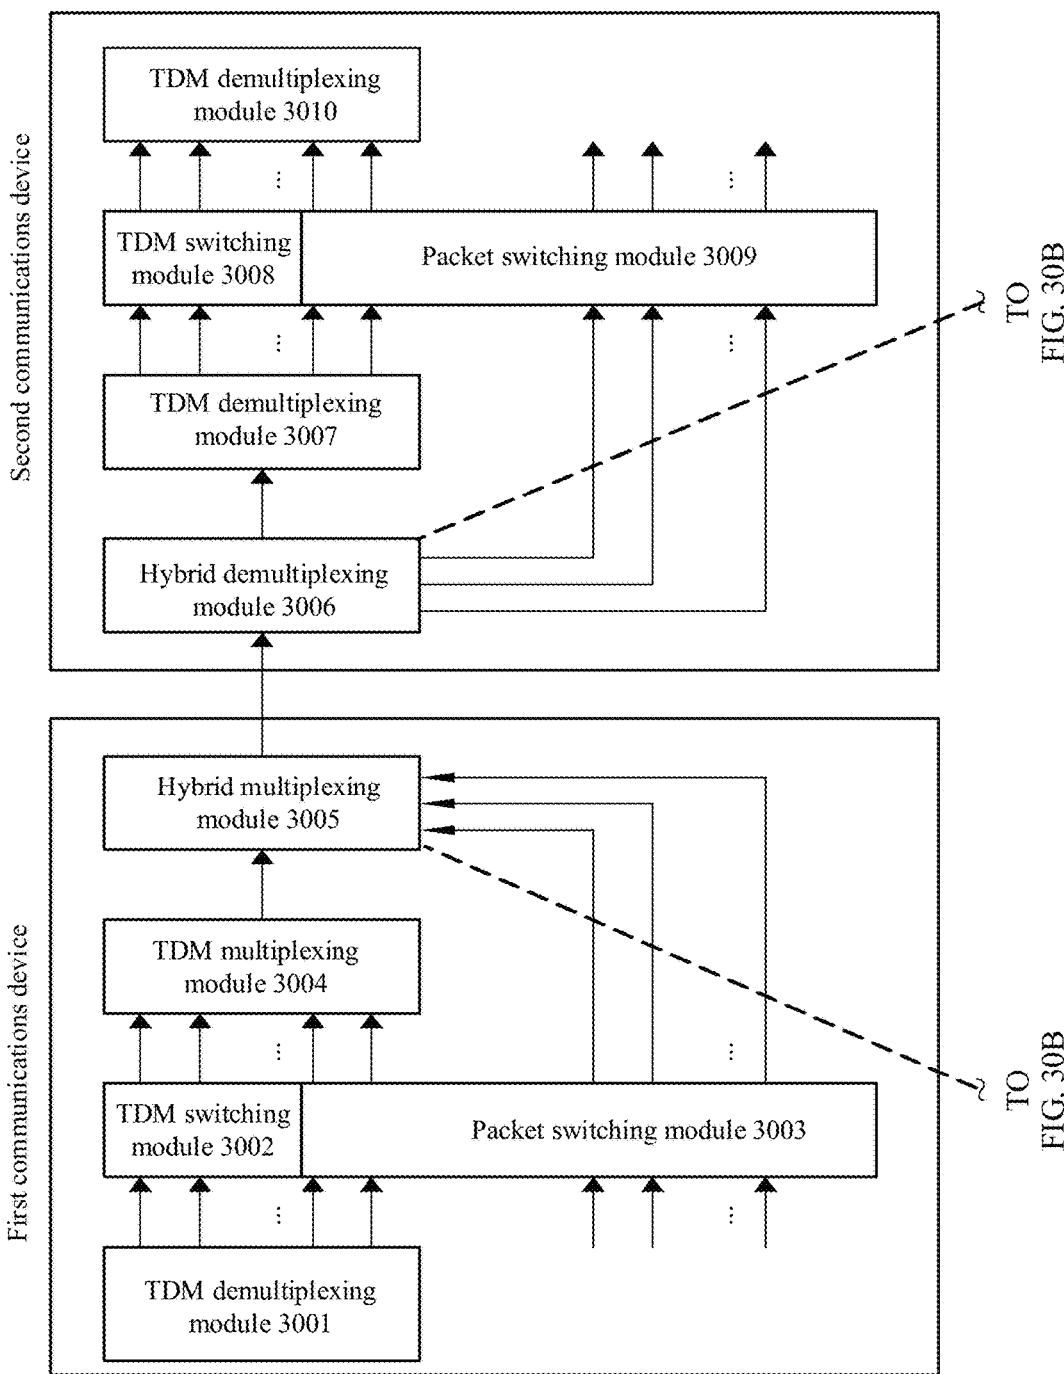 Second communications device
TDM demultiplexing
module 3010
...
...
TDM switching
module 3008
Packet switching module 3009
...
...
TDM demultiplexing
module 3007
Hybrid demultiplexing
module 3006
TO
FIG. 30B
First communications device
Hybrid multiplexing
module 3005
TDM multiplexing
module 3004
...
...
TDM switching
module 3002
Packet switching module 3003
...
...
TDM demultiplexing
module 3001
TO
FIG. 30B